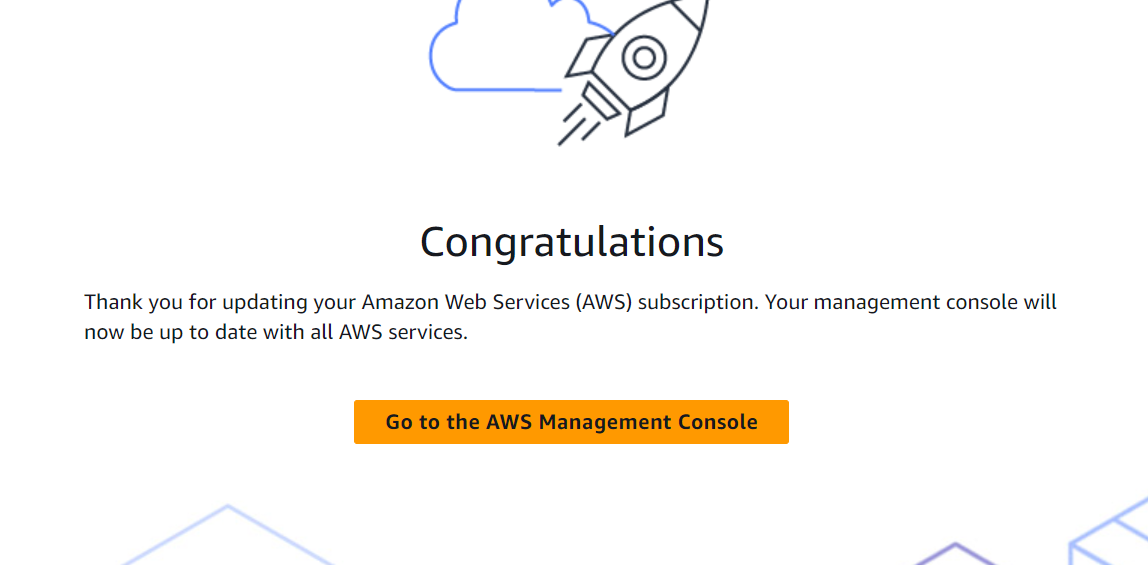 Congratulations
Thank you for updating your Amazon Web Services (AWS) subscription. Your management console will
now be up to date with all AWS services.
Go to the AWS Management Console